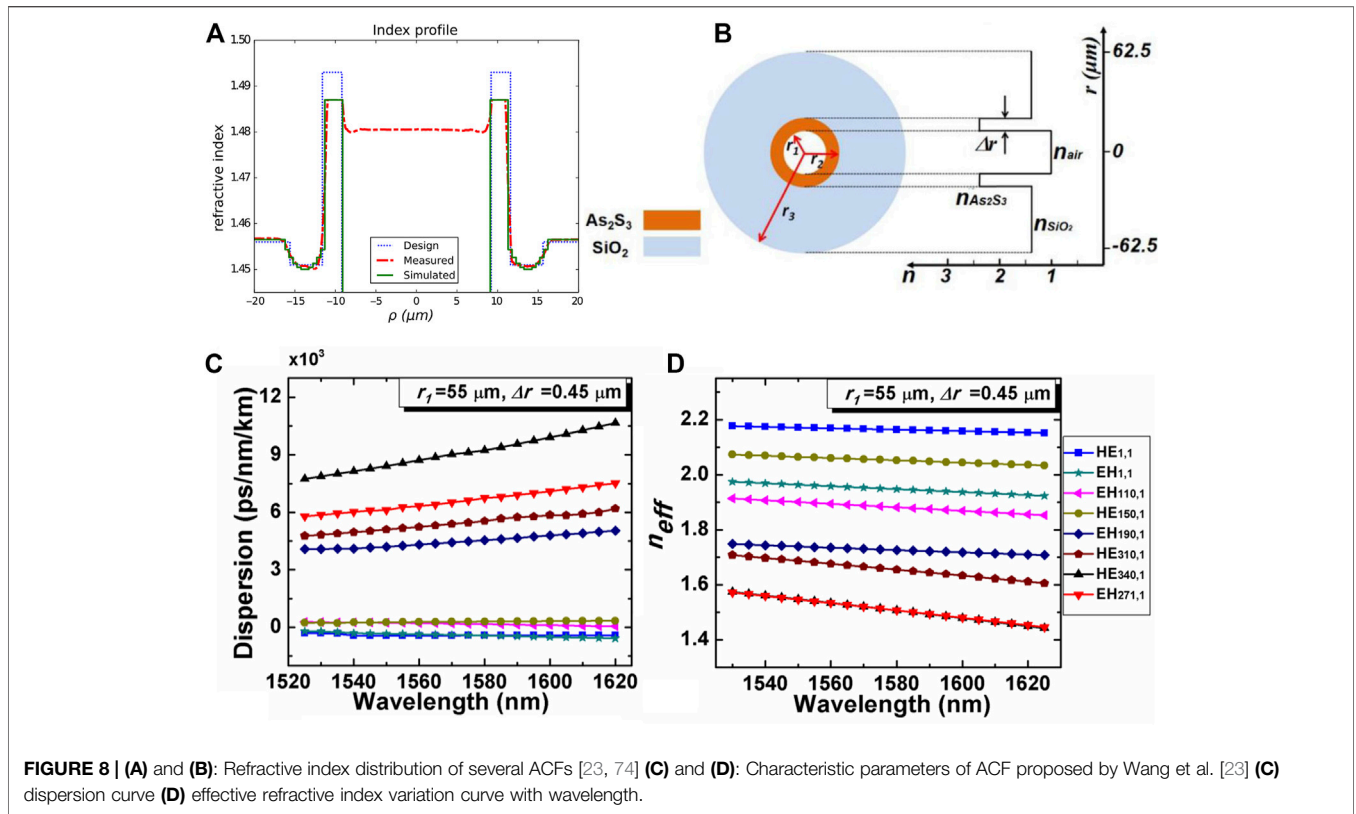 A
Index profile
1.50
1.49
1.48
1.47
1.46
1.45
refractive index
Design
Measured
Simulated
−20
−15
−10
−5
0
5
10
15
20
ρ (μm)
As2S3
SiO2
B
r1
r2
r3
Δr
nair
nAs2S3
nSiO2
r (μm)
62.5
0
-62.5
n
3
2
1
C
x10³
r1=55 μm, Δr =0.45 μm
Dispersion (ps/nm/km)
12
9
6
3
0
1520
1540
1560
1580
1600
1620
Wavelength (nm)
D
r1=55 μm, Δr =0.45 μm
neff
2.2
2.0
1.8
1.6
1.4
1540
1560
1580
1600
1620
Wavelength (nm)
HE1,1
EH1,1
EH110,1
HE150,1
EH190,1
HE310,1
HE340,1
EH271,1
FIGURE 8 | (A) and (B): Refractive index distribution of several ACFs [23, 74] (C) and (D): Characteristic parameters of ACF proposed by Wang et al. [23] (C)
dispersion curve (D) effective refractive index variation curve with wavelength.